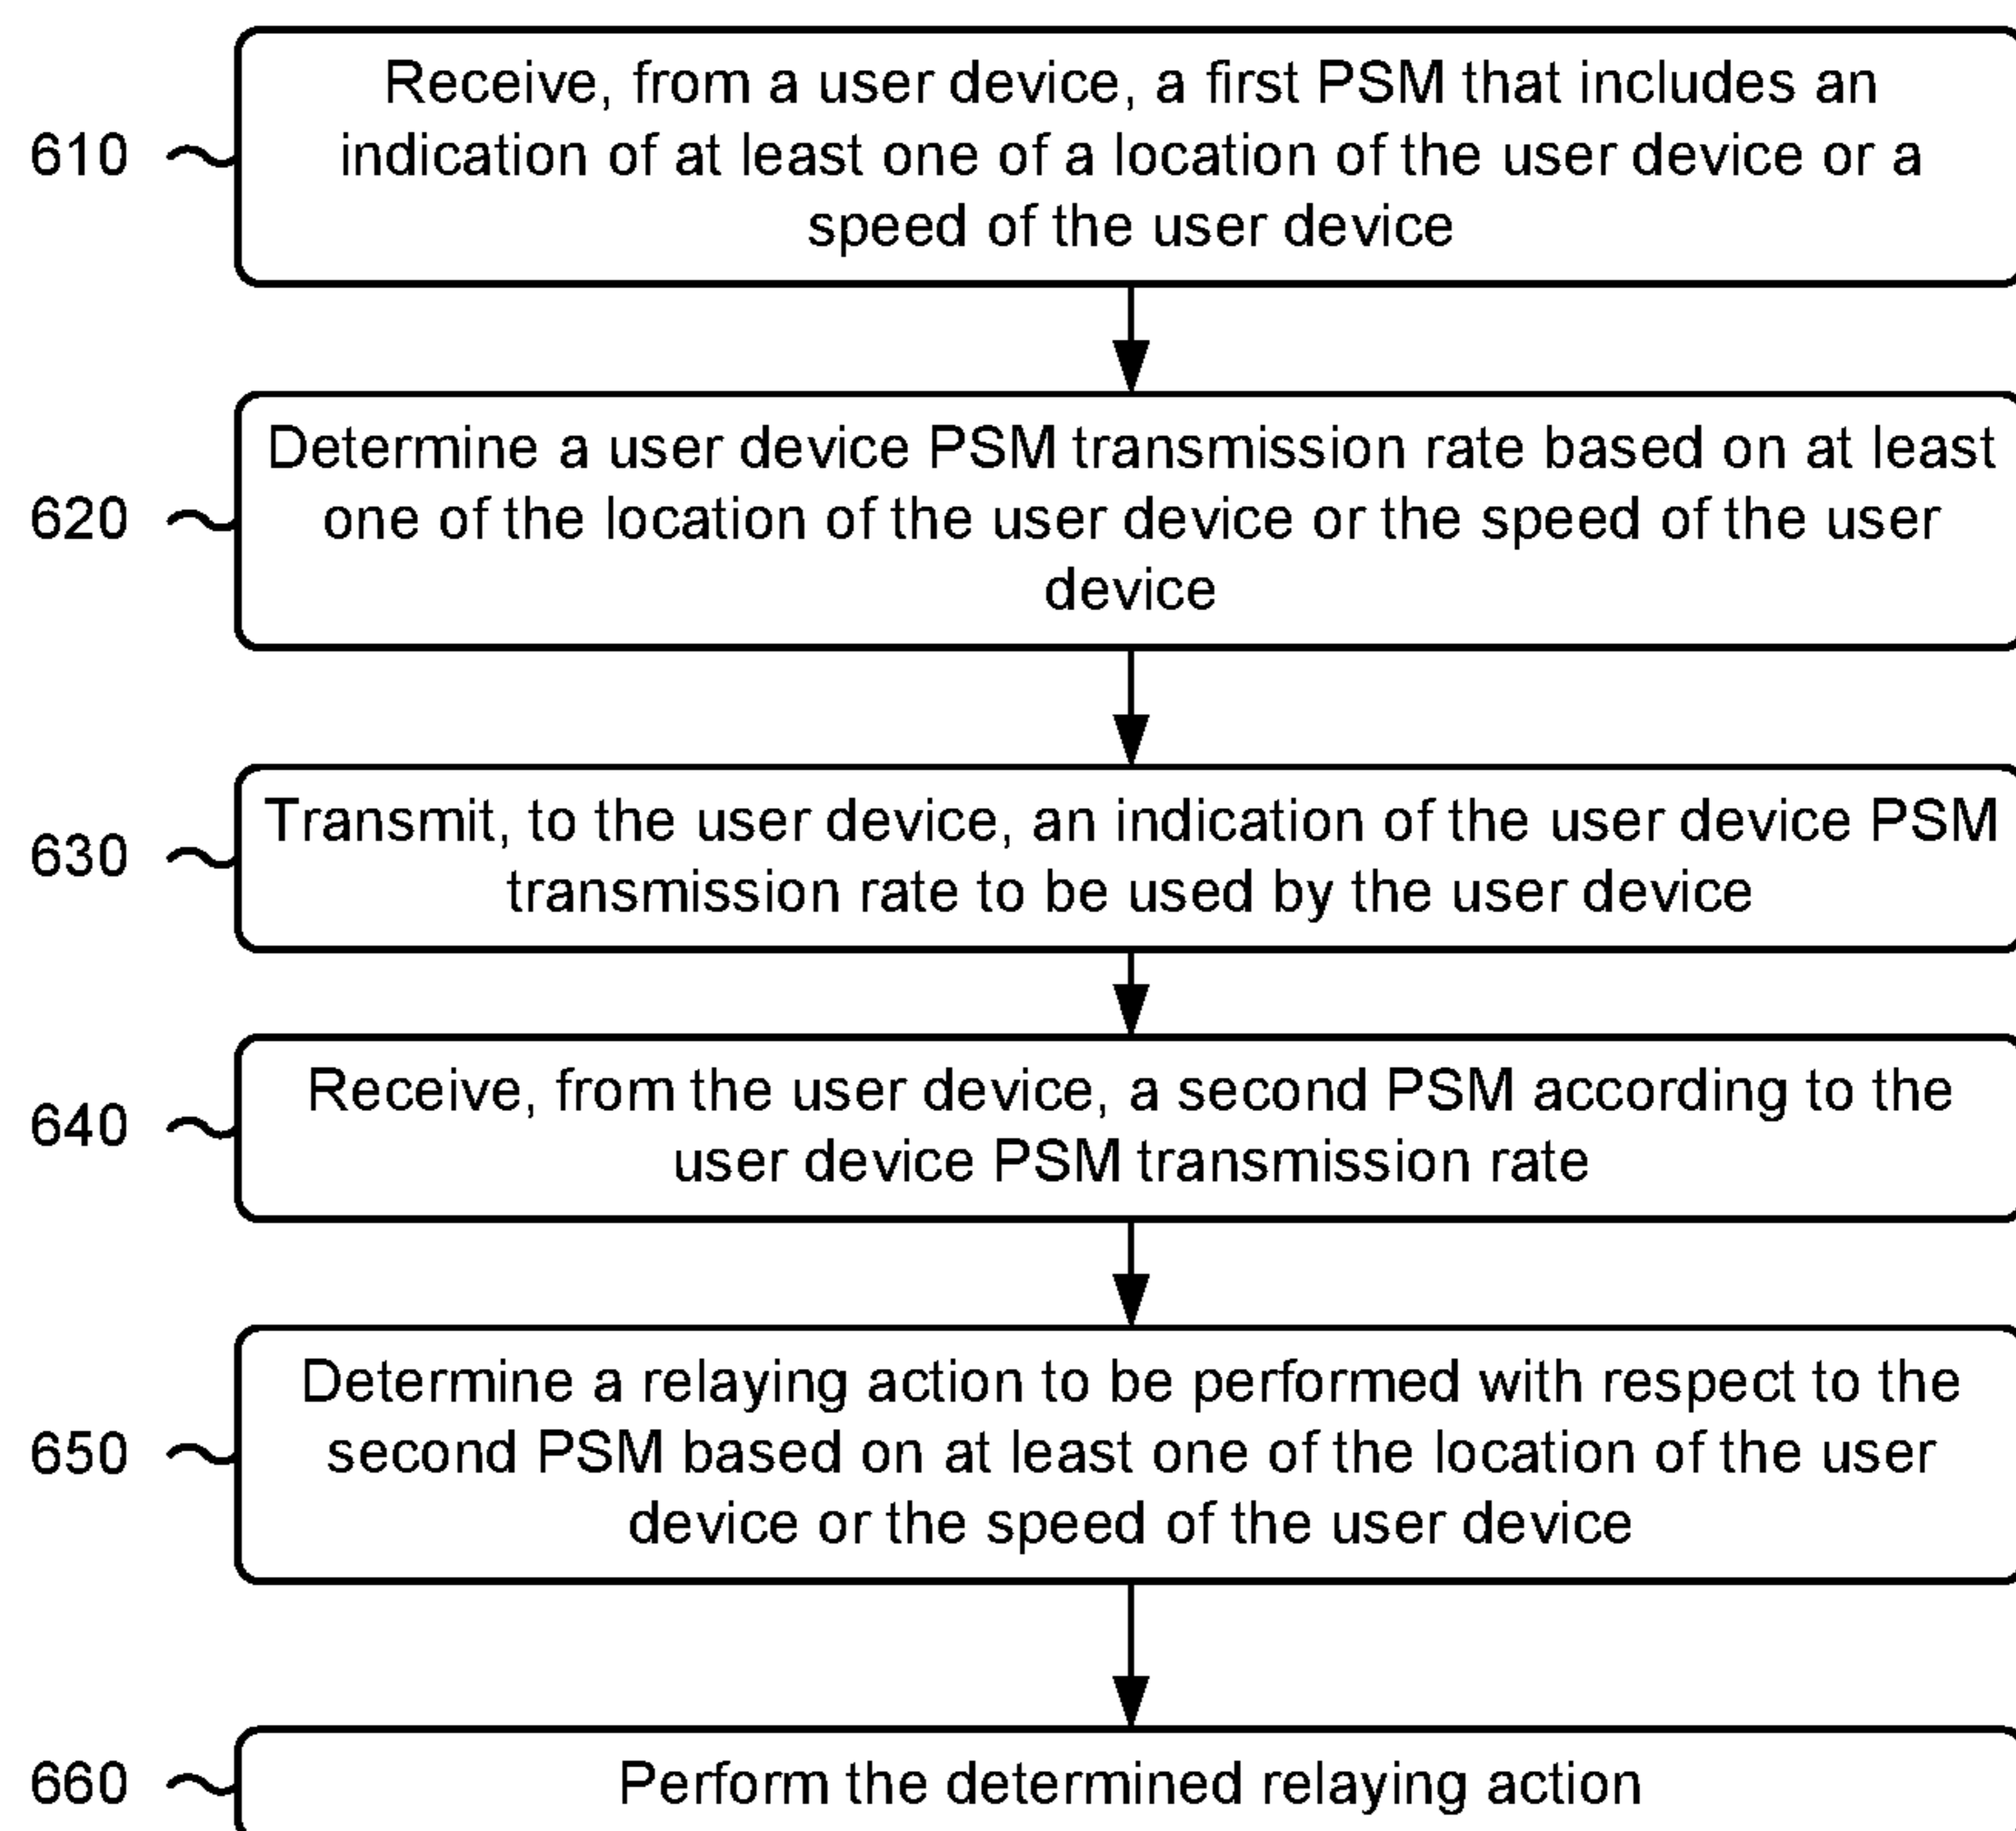 Receive, from a user device, a first PSM that includes an
610
indication of at least one of a location of the user device or a
speed of the user device
Determine a user device PSM transmission rate based on at least
620
one of the location of the user device or the speed of the user
device
Transmit, to the user device, an indication of the user device PSM
630
transmission rate to be used by the user device
Receive, from the user device, a second PSM according to the
640
user device PSM transmission rate
Determine a relaying action to be performed with respect to the
650
second PSM based on at least one of the location of the user
device or the speed of the user device
660
Perform the determined relaying action